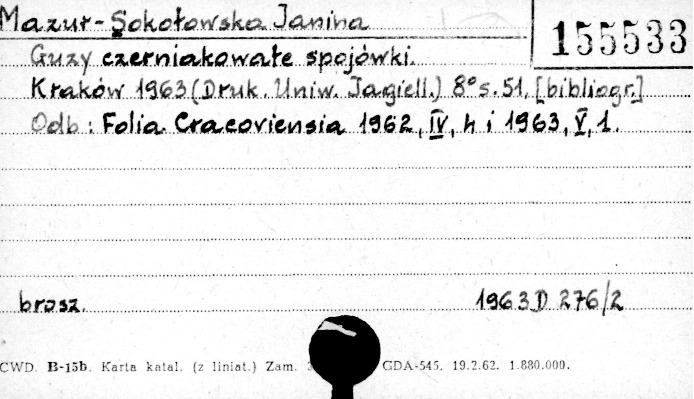 Mazur-Sokołowska Janina
155533
Guzy czerniakowate spojówki.
Kraków 1963 (Druk. Uniw. Jagiell.) 8° s. 51, [bibliogr.]
Odb: Folia Cracoviensia 1962, IV, 4 i 1963, V, 1.
brosz. 1963 D 276/2
CWD. B-15b. Karta katal. (z liniat.) Zam. GDA-545. 19.2.62. 1.880.000.